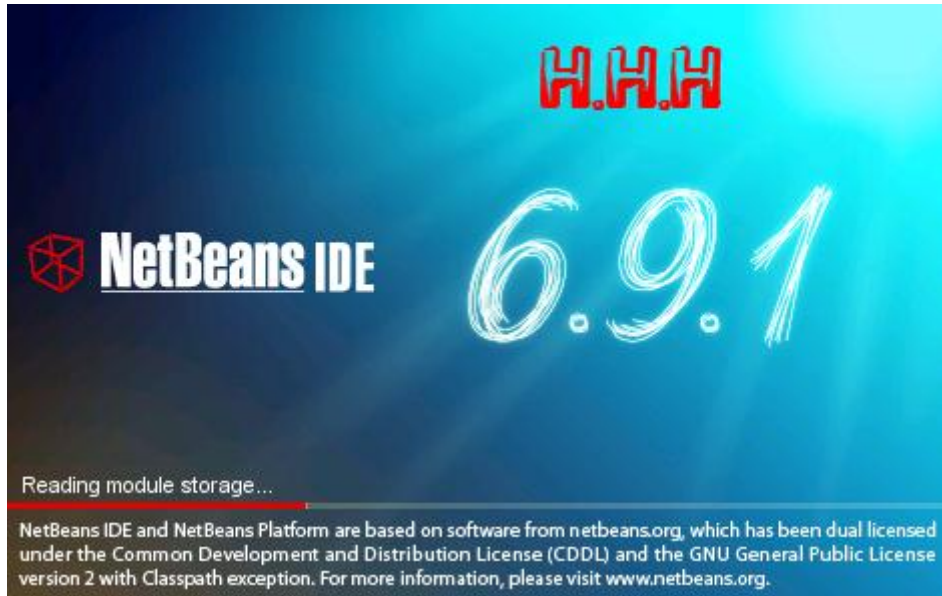 H.H.H
6.9.1
NetBeans IDE
Reading module storage...
NetBeans IDE and NetBeans Platform are based on software from netbeans.org, which has been dual licensed
under the Common Development and Distribution License (CDDL) and the GNU General Public License
version 2 with Classpath exception. For more information, please visit www.netbeans.org.